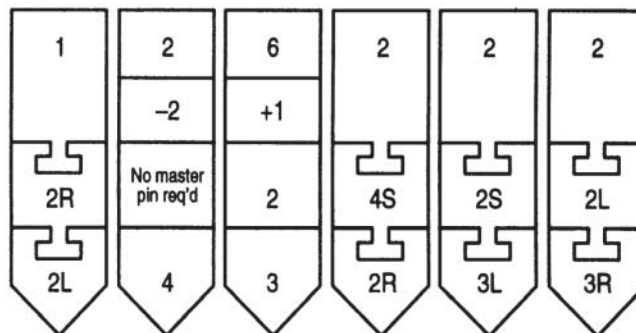 1 2 6 2 2 2
–2 +1
2R No master pin req'd 2 4S 2S 2L
2L 4 3 2R 3L 3R